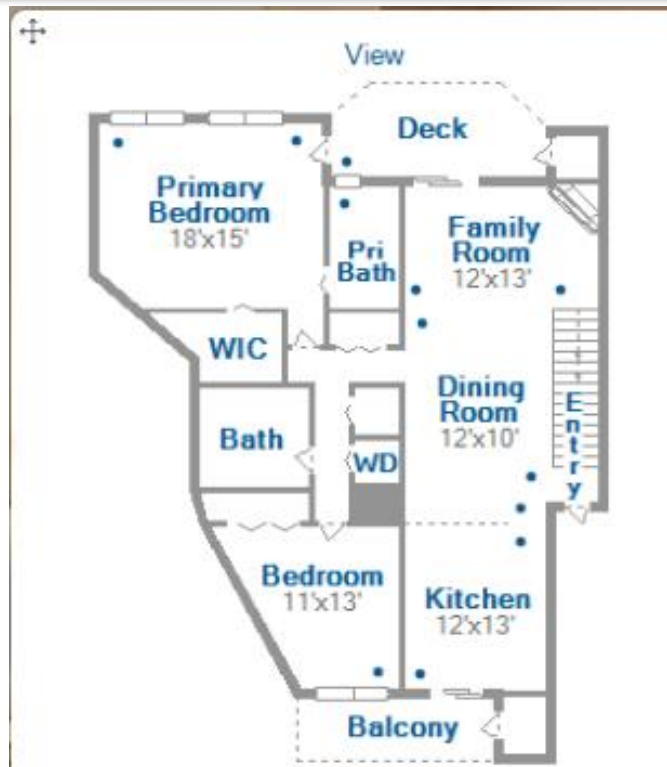 View
Deck
Primary
Bedroom
18'x15'
Family
Room
12'x13'
Pri
Bath
WIC
Dining
Room
12'x10'
Entry
Bath
WD
Bedroom
11'x13'
Kitchen
12'x13'
Balcony